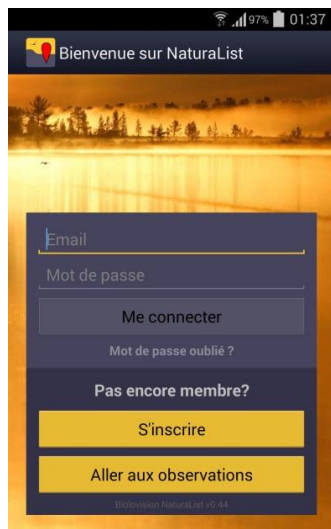 97% 01:37
Bienvenue sur NaturaList
Email
Mot de passe
Me connecter
Mot de passe oublié ?
Pas encore membre?
S'inscrire
Aller aux observations
Biolovision NaturaList v0.44